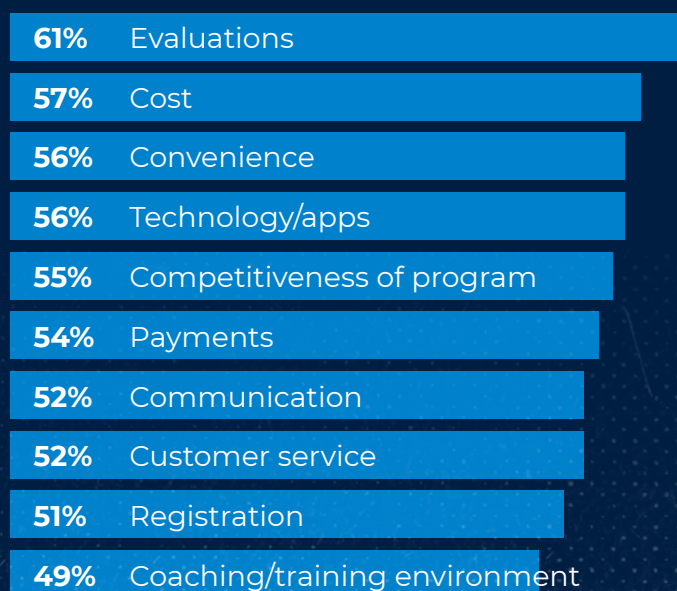 61% Evaluations
57% Cost
56% Convenience
56% Technology/apps
55% Competitiveness of program
54% Payments
52% Communication
52% Customer service
51% Registration
49% Coaching/training environment